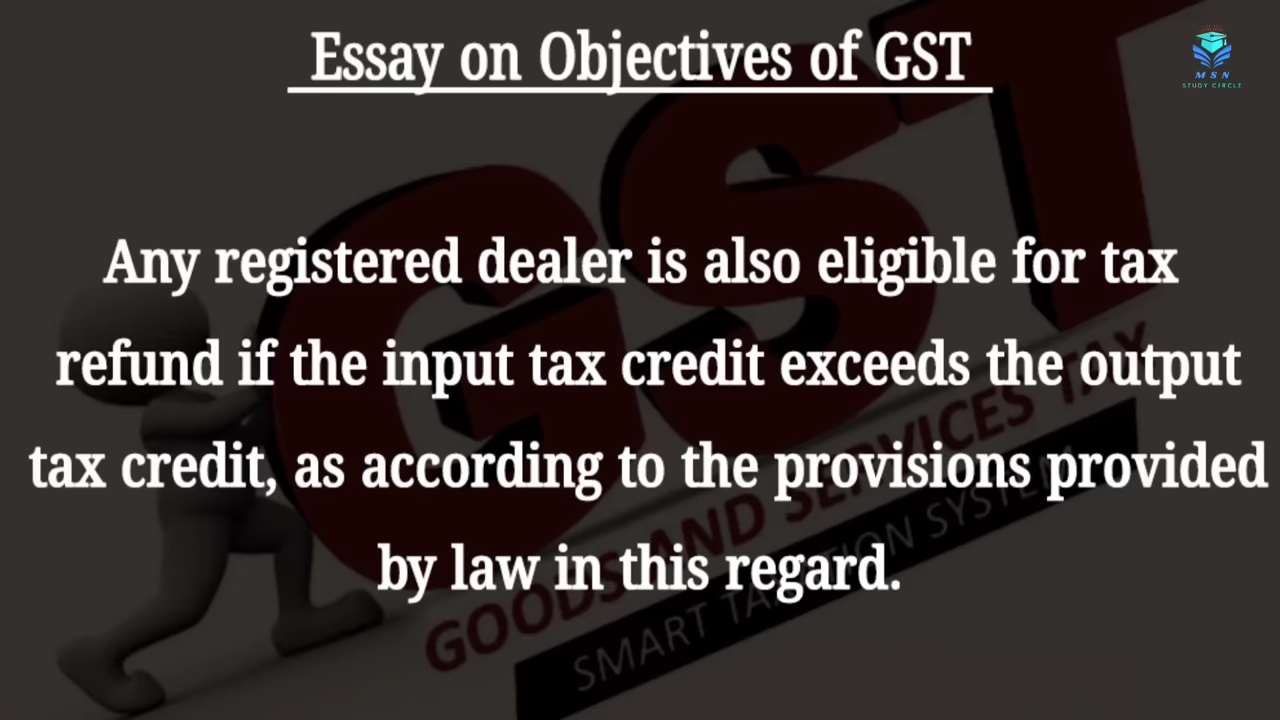 Essay on Objectives of GST
MSN
STUDY CIRCLE
Any registered dealer is also eligible for tax
refund if the input tax credit exceeds the output
tax credit, as according to the provisions provided
by law in this regard.
GST
GOODS AND SERVICES TAX
SMART TAXATION SYSTEM